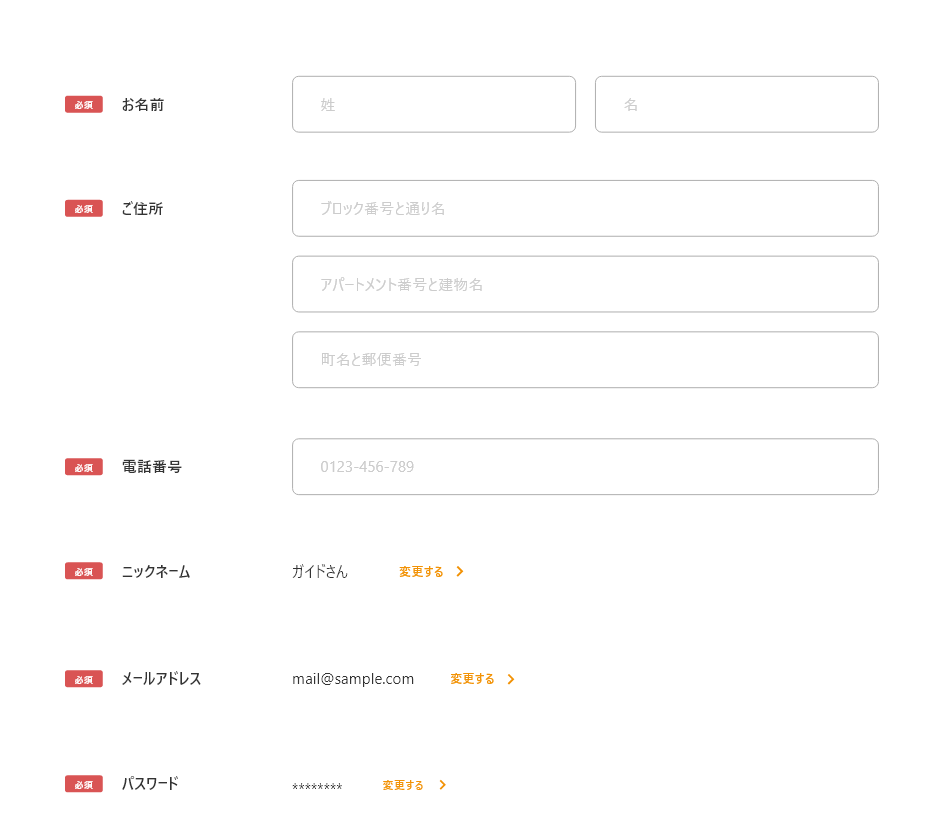 必須 お名前 姓 名
必須 ご住所 ブロック番号と通り名
アパートメント番号と建物名
町名と郵便番号
必須 電話番号 0123-456-789
必須 ニックネーム ガイドさん 変更する
必須 メールアドレス mail@sample.com 変更する
必須 パスワード ******** 変更する